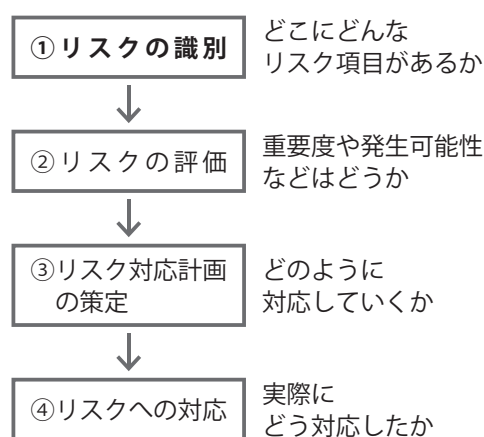 ①リスクの識別
どこにどんな
リスク項目があるか
②リスクの評価
重要度や発生可能性
などはどうか
③リスク対応計画
の策定
どのように
対応していくか
④リスクへの対応
実際に
どう対応したか